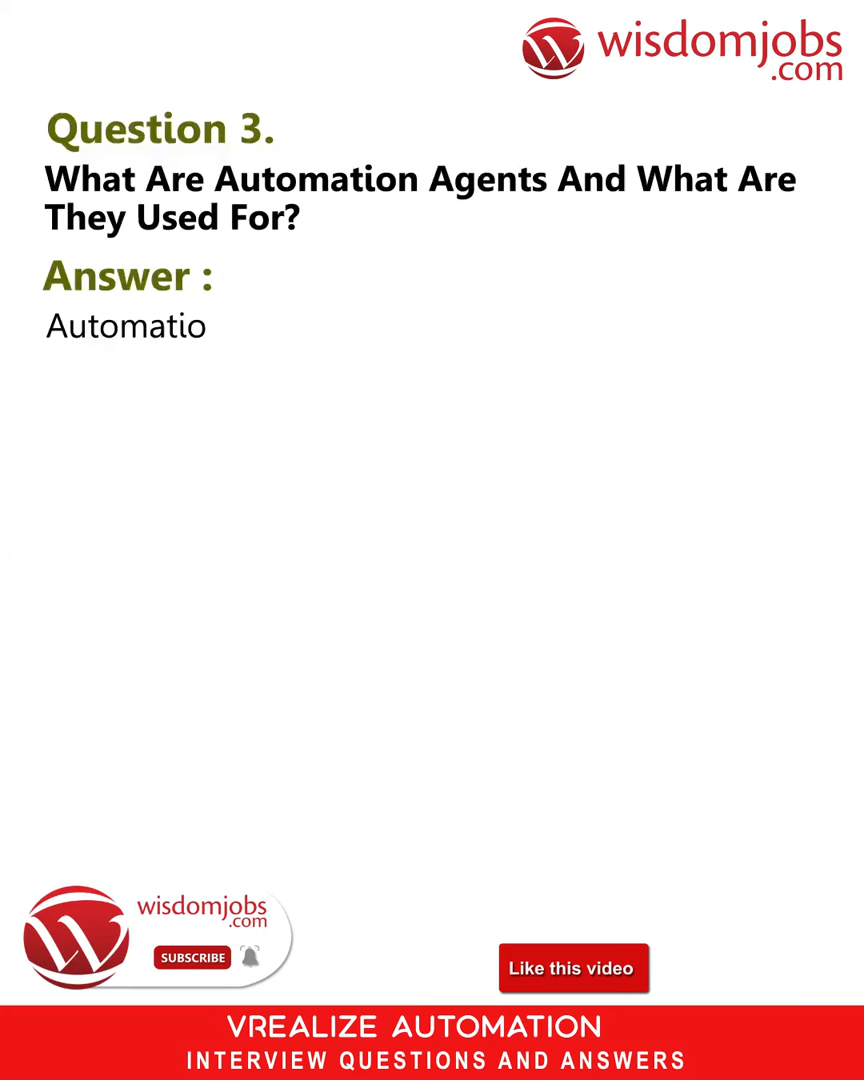 wisdomjobs
.com
Question 3.
What Are Automation Agents And What Are
They Used For?
Answer :
Automatio
wisdomjobs
.com
SUBSCRIBE
Like this video
VREALIZE AUTOMATION
INTERVIEW QUESTIONS AND ANSWERS